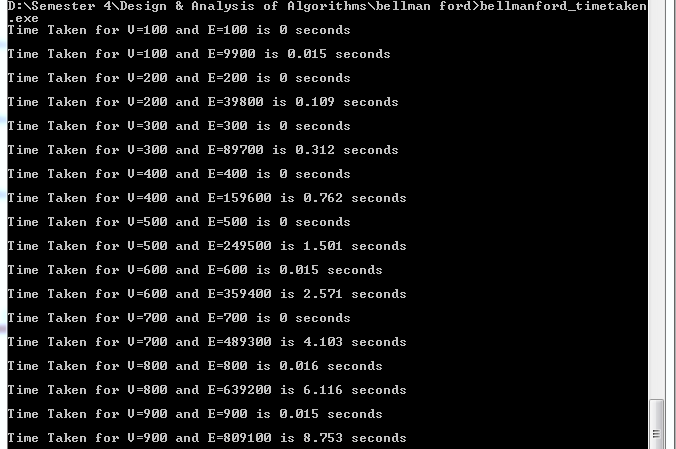 D:\Semester 4\Design & Analysis of Algorithms\bellman ford>bellmanford_timetaken
.exe
Time Taken for V=100 and E=100 is 0 seconds
Time Taken for V=100 and E=9900 is 0.015 seconds
Time Taken for V=200 and E=200 is 0 seconds
Time Taken for V=200 and E=39800 is 0.109 seconds
Time Taken for V=300 and E=300 is 0 seconds
Time Taken for V=300 and E=89700 is 0.312 seconds
Time Taken for V=400 and E=400 is 0 seconds
Time Taken for V=400 and E=159600 is 0.762 seconds
Time Taken for V=500 and E=500 is 0 seconds
Time Taken for V=500 and E=249500 is 1.501 seconds
Time Taken for V=600 and E=600 is 0.015 seconds
Time Taken for V=600 and E=359400 is 2.571 seconds
Time Taken for V=700 and E=700 is 0 seconds
Time Taken for V=700 and E=489300 is 4.103 seconds
Time Taken for V=800 and E=800 is 0.016 seconds
Time Taken for V=800 and E=639200 is 6.116 seconds
Time Taken for V=900 and E=900 is 0.015 seconds
Time Taken for V=900 and E=809100 is 8.753 seconds